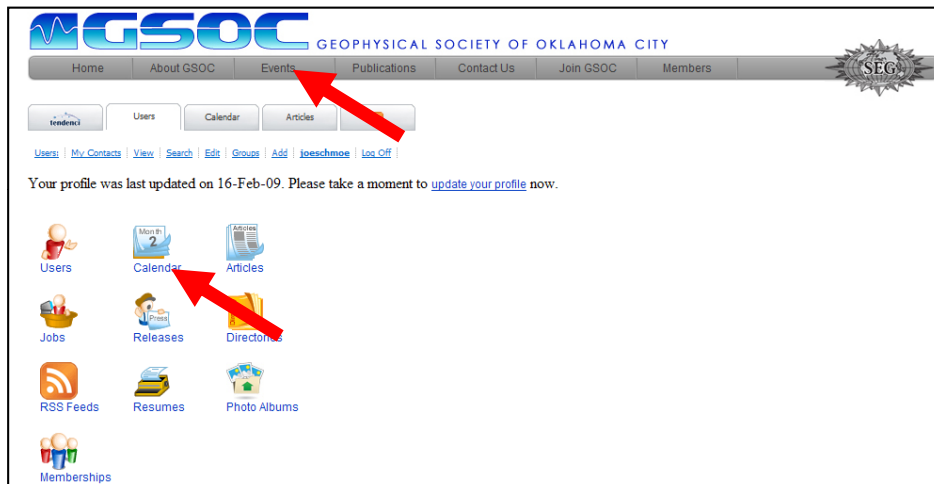 GSOC GEOPHYSICAL SOCIETY OF OKLAHOMA CITY
Home About GSOC Events Publications Contact Us Join GSOC Members SEG
tendenci Users Calendar Articles
Users: My Contacts View Search Edit Groups Add joeschmoe Log Off
Your profile was last updated on 16-Feb-09. Please take a moment to update your profile now.
Month Articles
2
Users Calendar Articles
Press
Jobs Releases Directories
RSS Feeds Resumes Photo Albums
Memberships